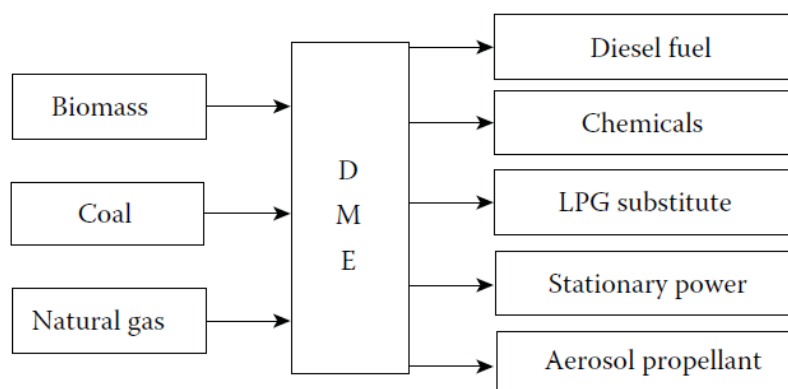 Biomass
Coal
Natural gas
D
M
E
Diesel fuel
Chemicals
LPG substitute
Stationary power
Aerosol propellant